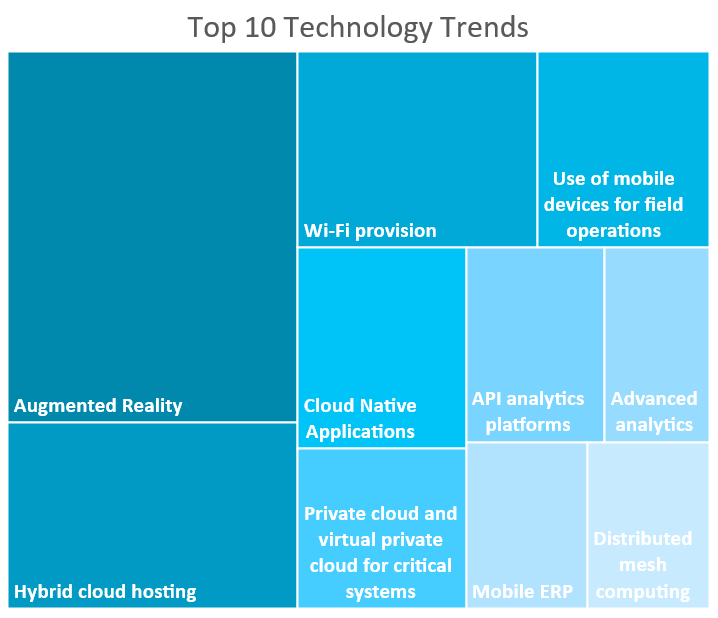 Top 10 Technology Trends
Augmented Reality
Hybrid cloud hosting
Wi-Fi provision
Use of mobile
devices for field
operations
Cloud Native
Applications
API analytics
platforms
Advanced
analytics
Private cloud and
virtual private
cloud for critical
systems
Mobile ERP
Distributed
mesh
computing